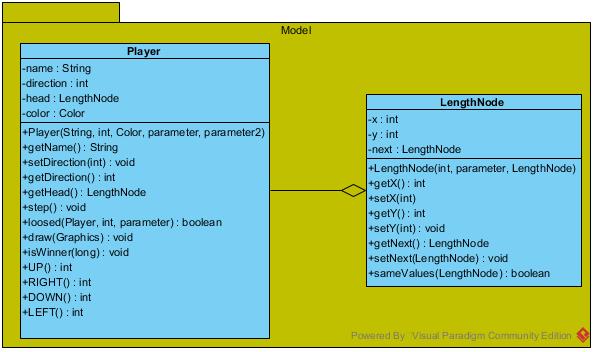 Model
Player
-name : String
-direction : int
-head : LengthNode
-color : Color
+Player(String, int, Color, parameter, parameter2)
+getName() : String
+setDirection(int) : void
+getDirection() : int
+getHead() : LengthNode
+step() : void
+loosed(Player, int, parameter) : boolean
+draw(Graphics) : void
+isWinner(long) : void
+UP() : int
+RIGHT() : int
+DOWN() : int
+LEFT() : int
LengthNode
-x : int
-y : int
-next : LengthNode
+LengthNode(int, parameter, LengthNode)
+getX() : int
+setX(int)
+getY() : int
+setY(int) : void
+getNext() : LengthNode
+setNext(LengthNode) : void
+sameValues(LengthNode) : boolean
Powered By Visual Paradigm Community Edition